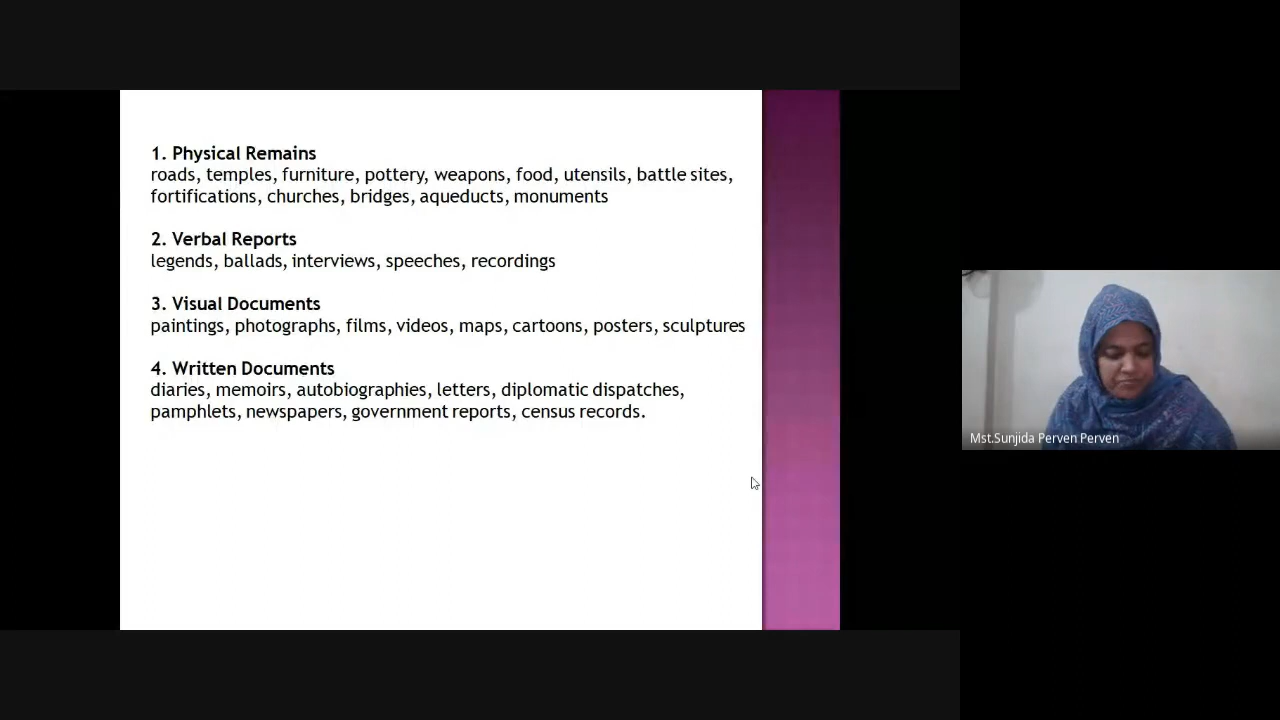 1. Physical Remains
roads, temples, furniture, pottery, weapons, food, utensils, battle sites,
fortifications, churches, bridges, aqueducts, monuments
2. Verbal Reports
legends, ballads, interviews, speeches, recordings
3. Visual Documents
paintings, photographs, films, videos, maps, cartoons, posters, sculptures
4. Written Documents
diaries, memoirs, autobiographies, letters, diplomatic dispatches,
pamphlets, newspapers, government reports, census records.
Mst.Sunjida Perven Perven